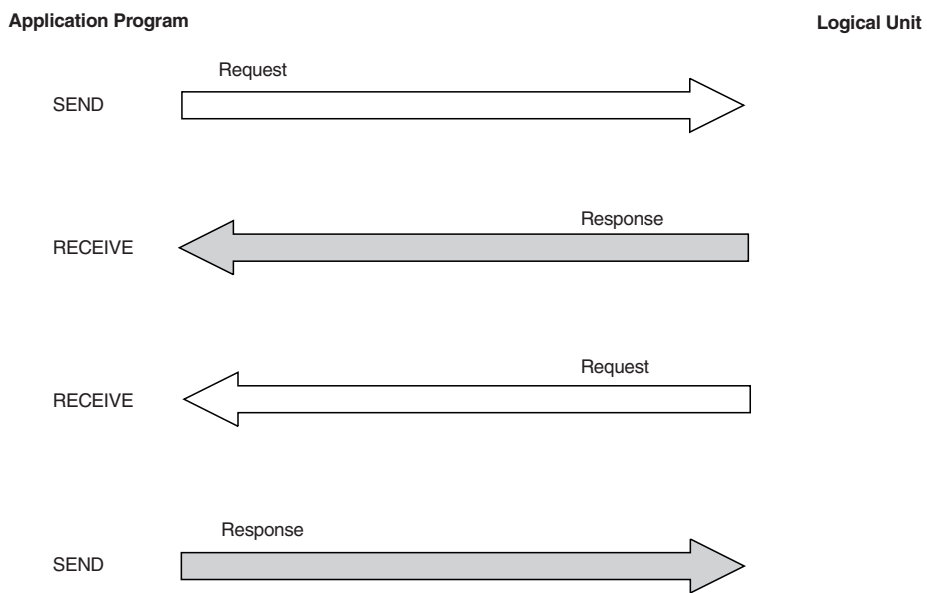 Application Program
Logical Unit
Request
SEND
Response
RECEIVE
Request
RECEIVE
Response
SEND